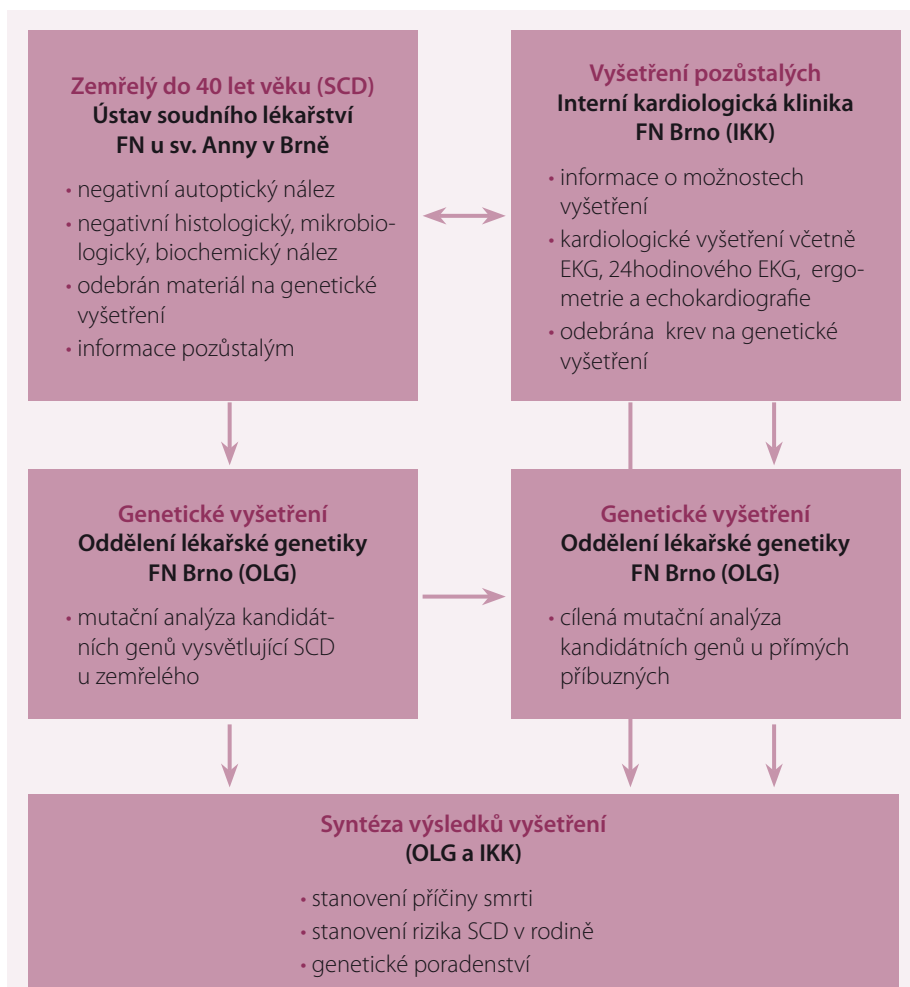 Zemřelý do 40 let věku (SCD)
Ústav soudního lékařství
FN u sv. Anny v Brně
• negativní autoptický nález
• negativní histologický, mikrobio-
logický, biochemický nález
• odebrán materiál na genetické
vyšetření
• informace pozůstalým
Vyšetření pozůstalých
Interní kardiologická klinika
FN Brno (IKK)
• informace o možnostech
vyšetření
• kardiologické vyšetření včetně
EKG, 24hodinového EKG, ergo-
metrie a echokardiografie
• odebrána krev na genetické
vyšetření
Genetické vyšetření
Oddělení lékařské genetiky
FN Brno (OLG)
• mutační analýza kandidát-
ních genů vysvětlující SCD
u zemřelého
Genetické vyšetření
Oddělení lékařské genetiky
FN Brno (OLG)
• cílená mutační analýza
kandidátních genů u přímých
příbuzných
Syntéza výsledků vyšetření
(OLG a IKK)
• stanovení příčiny smrti
• stanovení rizika SCD v rodině
• genetické poradenství